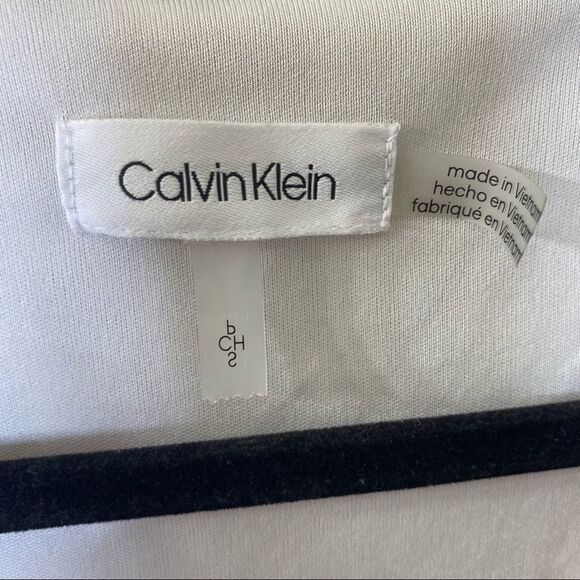 Calvin Klein
made in Vietnam
hecho en Vietnam
fabriqué en Vietnam
CH